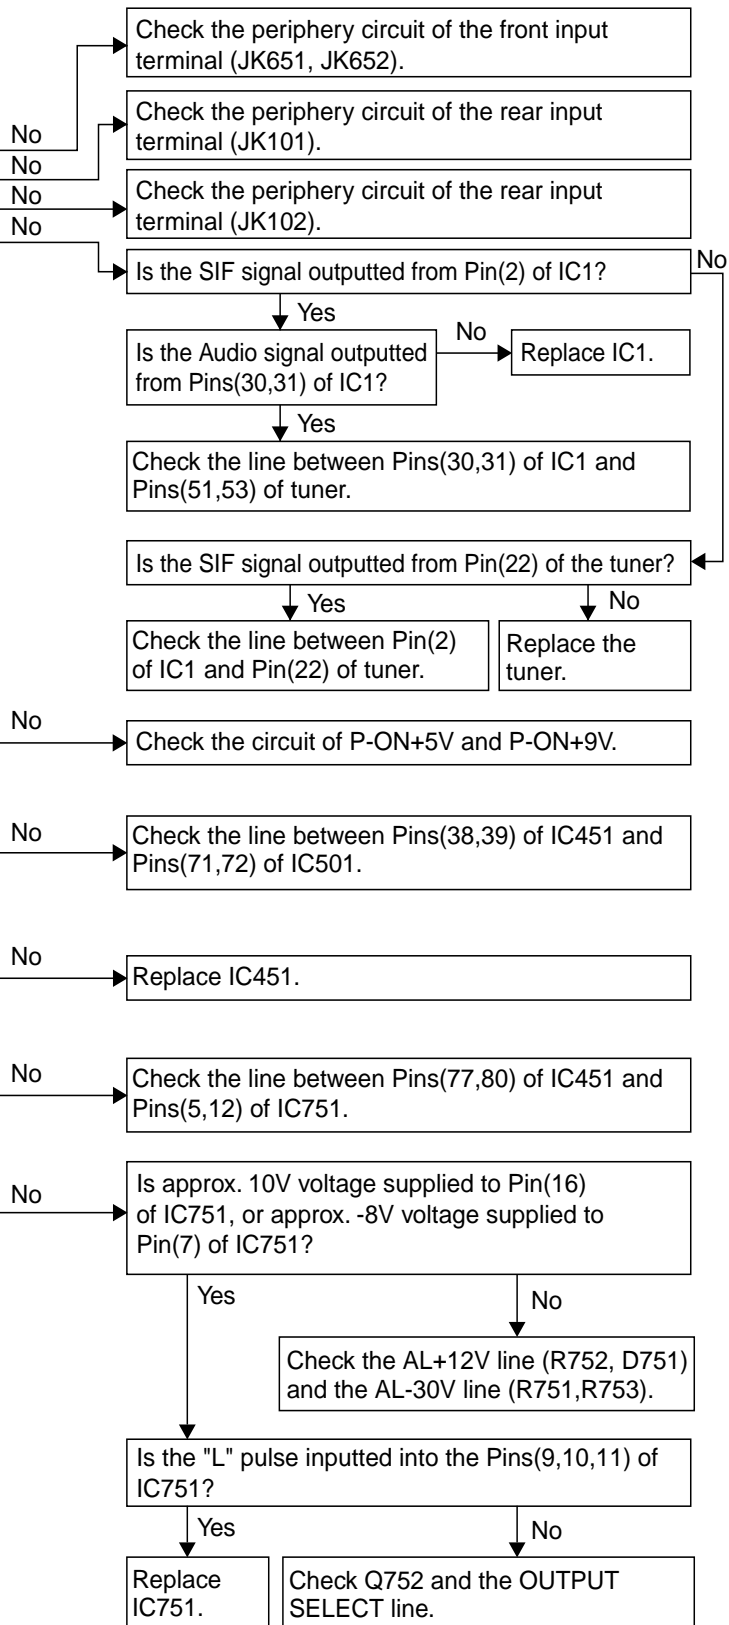 Check the periphery circuit of the front input
terminal (JK651, JK652).
No
Check the periphery circuit of the rear input
terminal (JK101).
No
No
Check the periphery circuit of the rear input
terminal (JK102).
No
Is the SIF signal outputted from Pin(2) of IC1?
No
Yes
Is the Audio signal outputted
from Pins(30,31) of IC1?
No
Replace IC1.
Yes
Check the line between Pins(30,31) of IC1 and
Pins(51,53) of tuner.
Is the SIF signal outputted from Pin(22) of the tuner?
Yes
No
Check the line between Pin(2)
of IC1 and Pin(22) of tuner.
Replace the
tuner.
No
Check the circuit of P-ON+5V and P-ON+9V.
No
Check the line between Pins(38,39) of IC451 and
Pins(71,72) of IC501.
No
Replace IC451.
No
Check the line between Pins(77,80) of IC451 and
Pins(5,12) of IC751.
No
Is approx. 10V voltage supplied to Pin(16)
of IC751, or approx. -8V voltage supplied to
Pin(7) of IC751?
Yes
No
Check the AL+12V line (R752, D751)
and the AL-30V line (R751,R753).
Is the "L" pulse inputted into the Pins(9,10,11) of
IC751?
Yes
No
Replace
IC751.
Check Q752 and the OUTPUT
SELECT line.